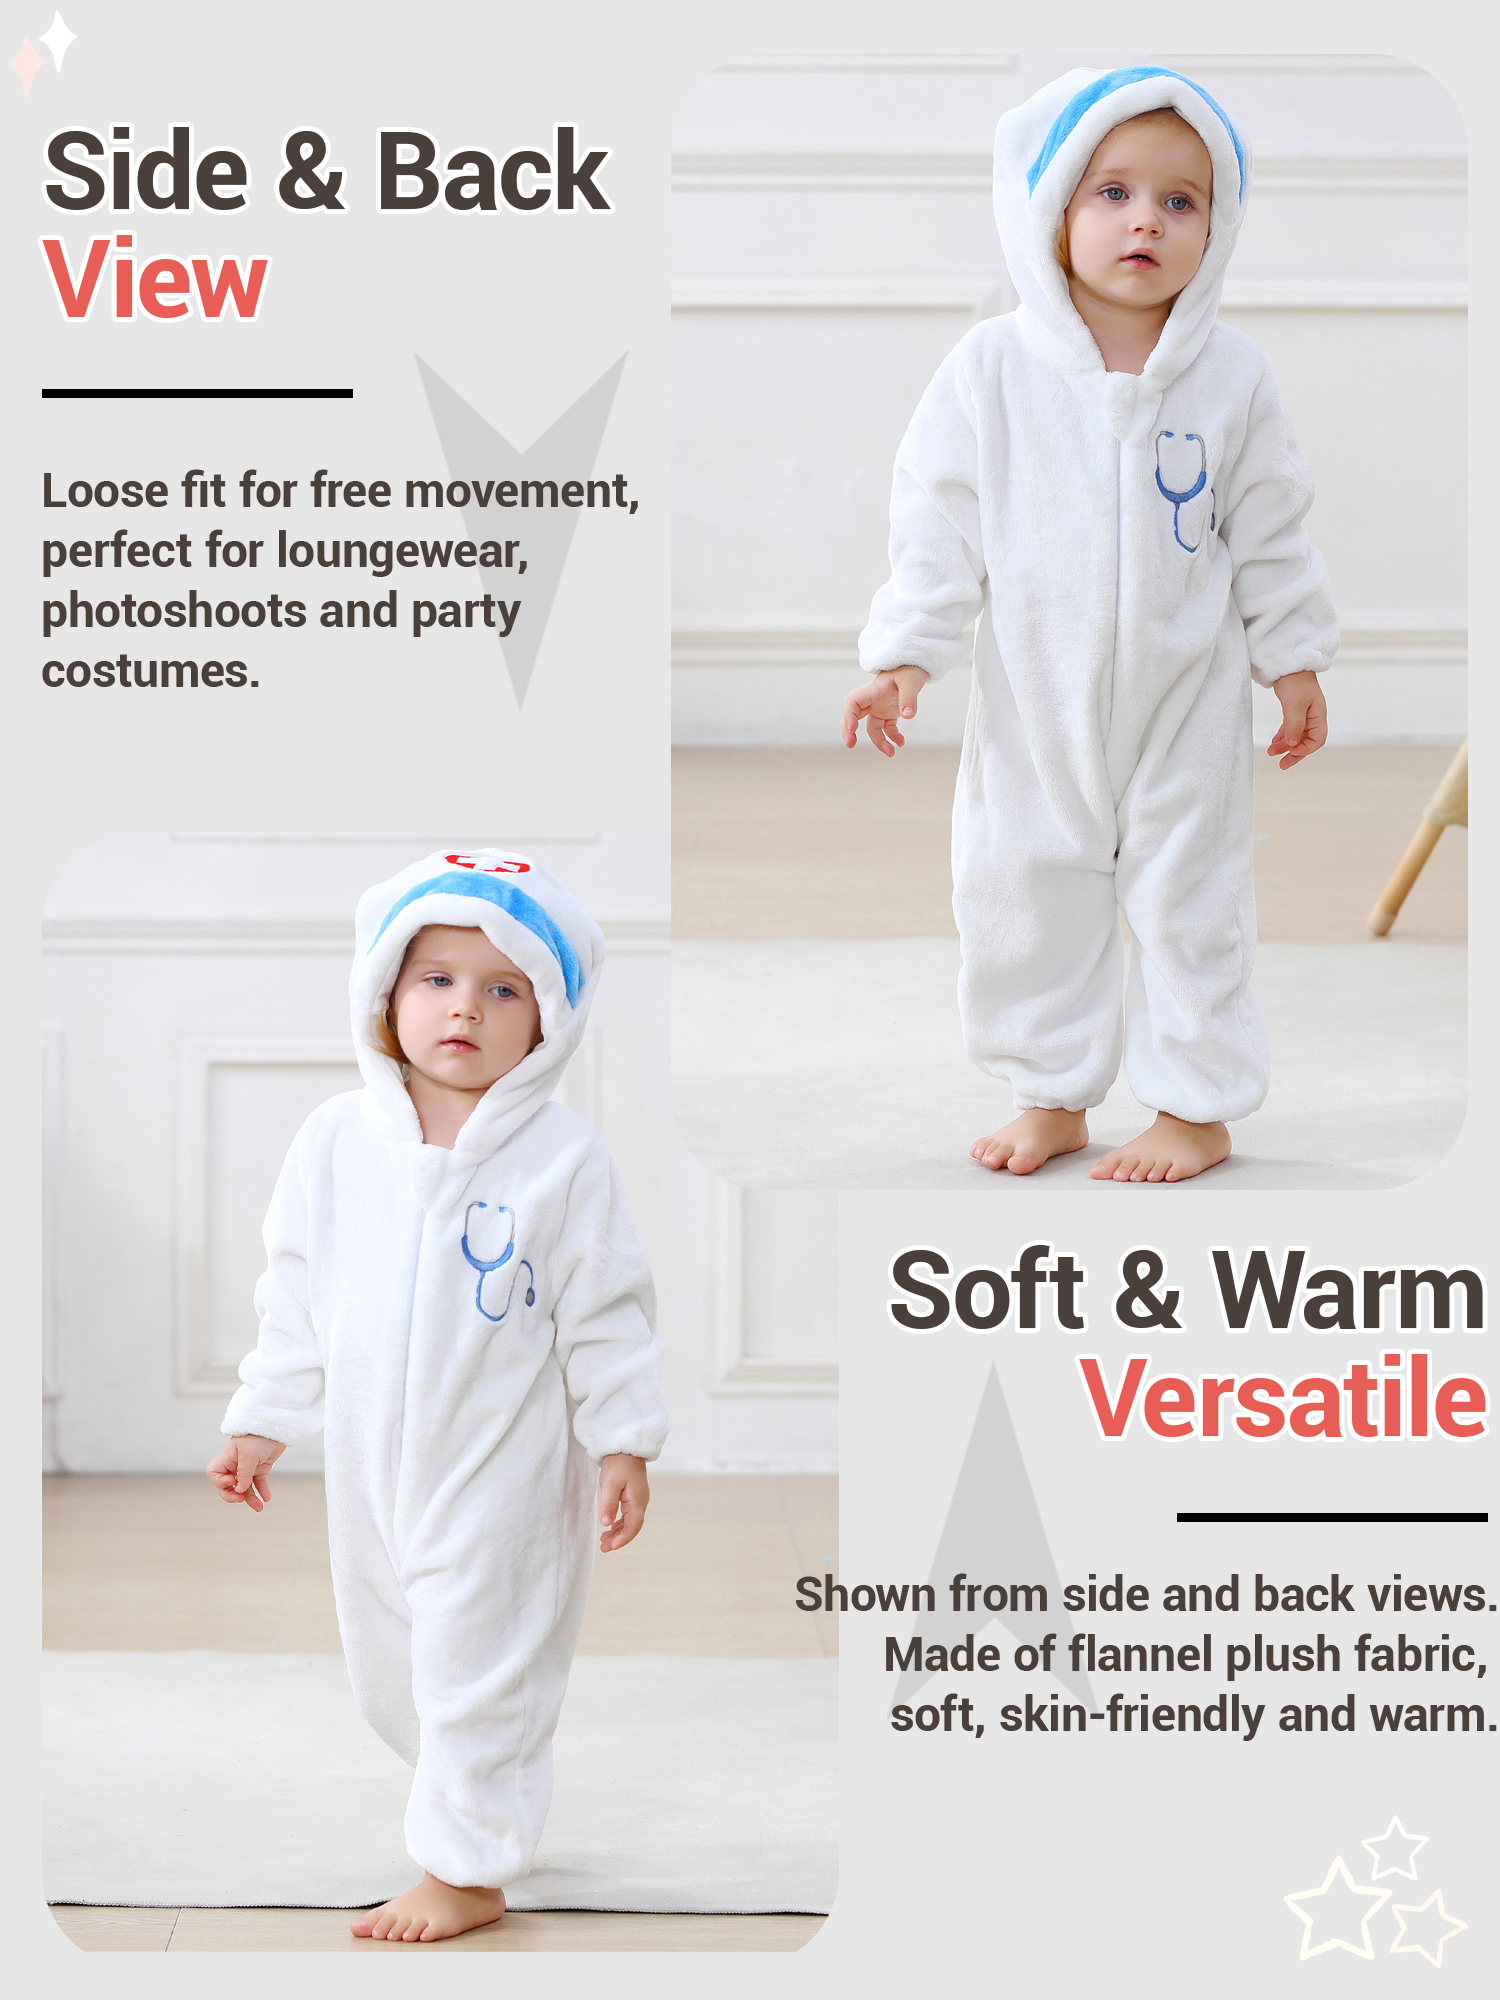 Side & Back
View
Loose fit for free movement,
perfect for loungewear,
photoshoots and party
costumes.
Soft & Warm
Versatile
Shown from side and back views.
Made of flannel plush fabric,
soft, skin-friendly and warm.